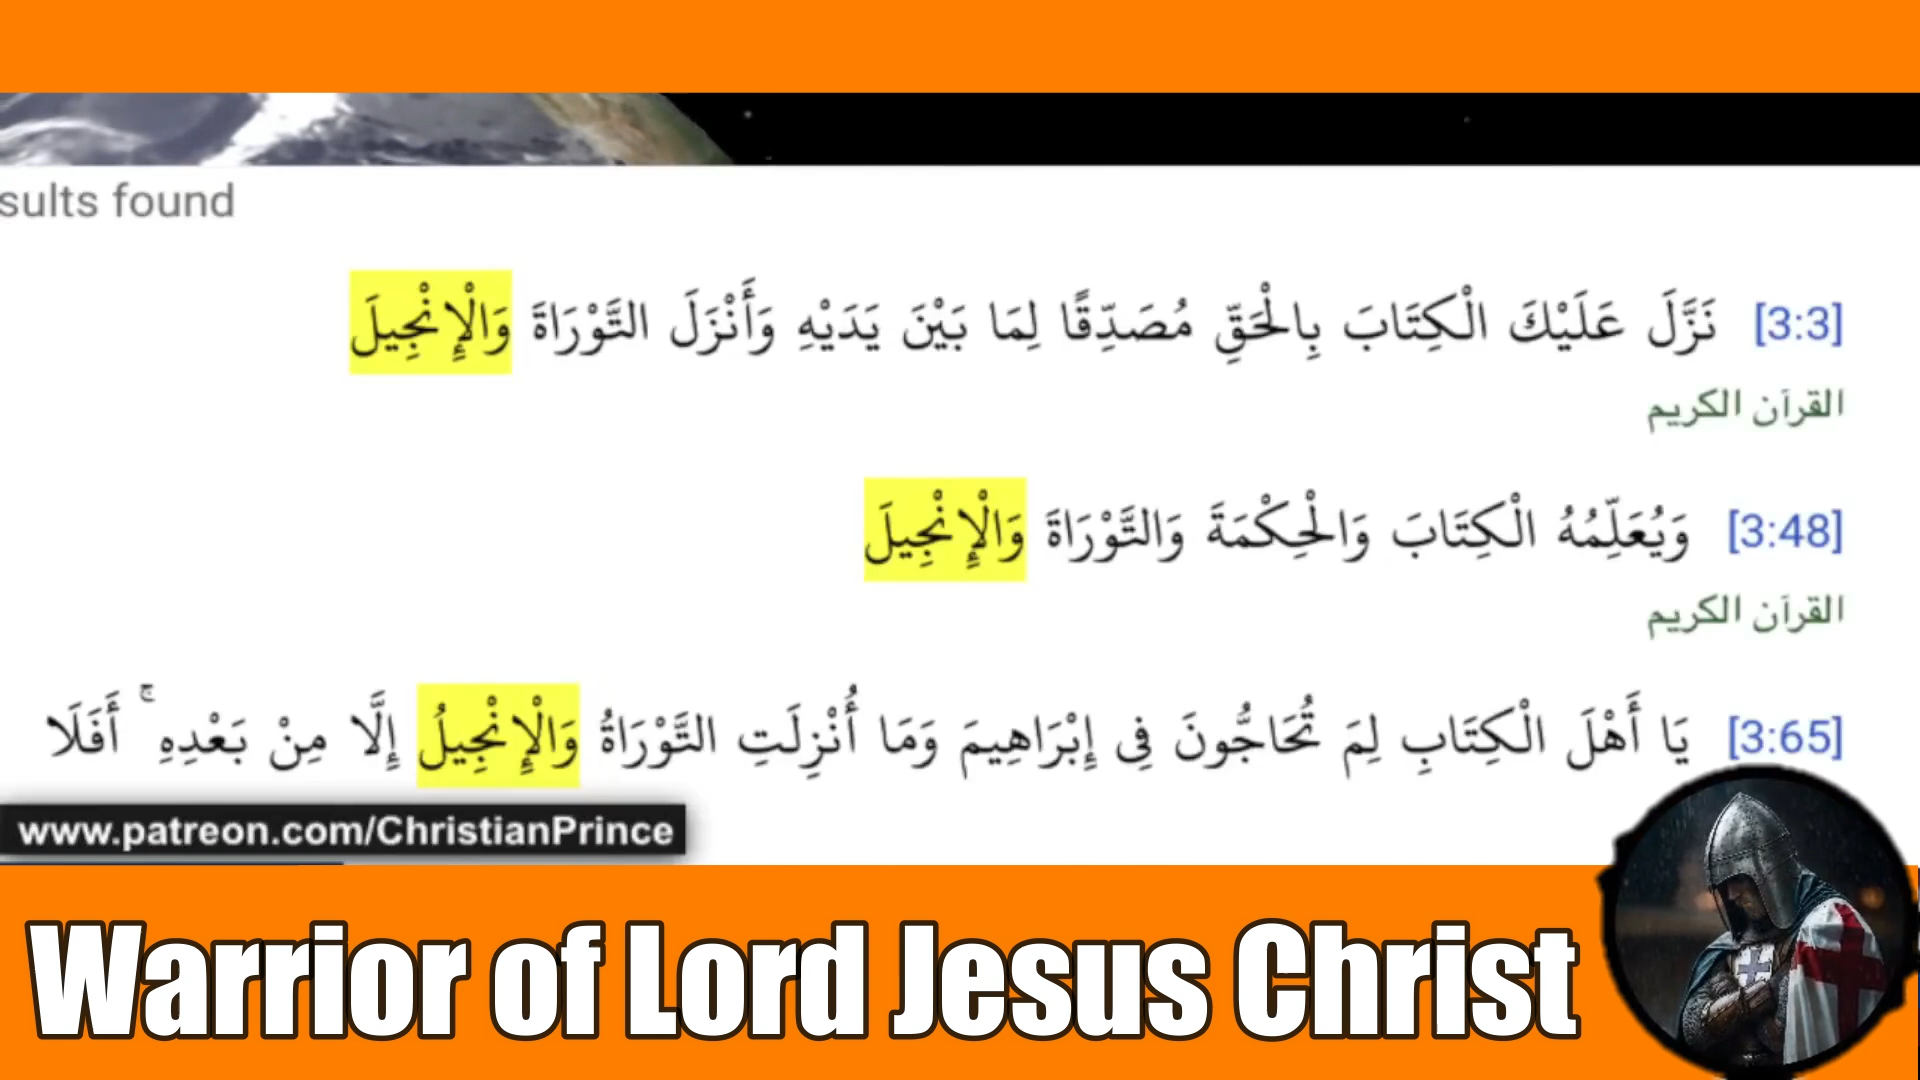 sults found
[3:3] نَزَّلَ عَلَيْكَ الْكِتَابَ بِالْحَقِّ مُصَدِّقًا لِمَا بَيْنَ يَدَيْهِ وَأَنْزَلَ التَّوْرَاةَ وَالْإِنْجِيلَ
القرآن الكريم
[3:48] وَيُعَلِّمُهُ الْكِتَابَ وَالْحِكْمَةَ وَالتَّوْرَاةَ وَالْإِنْجِيلَ
القرآن الكريم
[3:65] يَا أَهْلَ الْكِتَابِ لِمَ تُحَاجُّونَ فِى إِبْرَاهِيمَ وَمَا أُنْزِلَتِ التَّوْرَاةُ وَالْإِنْجِيلُ إِلَّا مِنْ بَعْدِهِ ۚ أَفَلَا
www.patreon.com/ChristianPrince
Warrior of Lord Jesus Christ